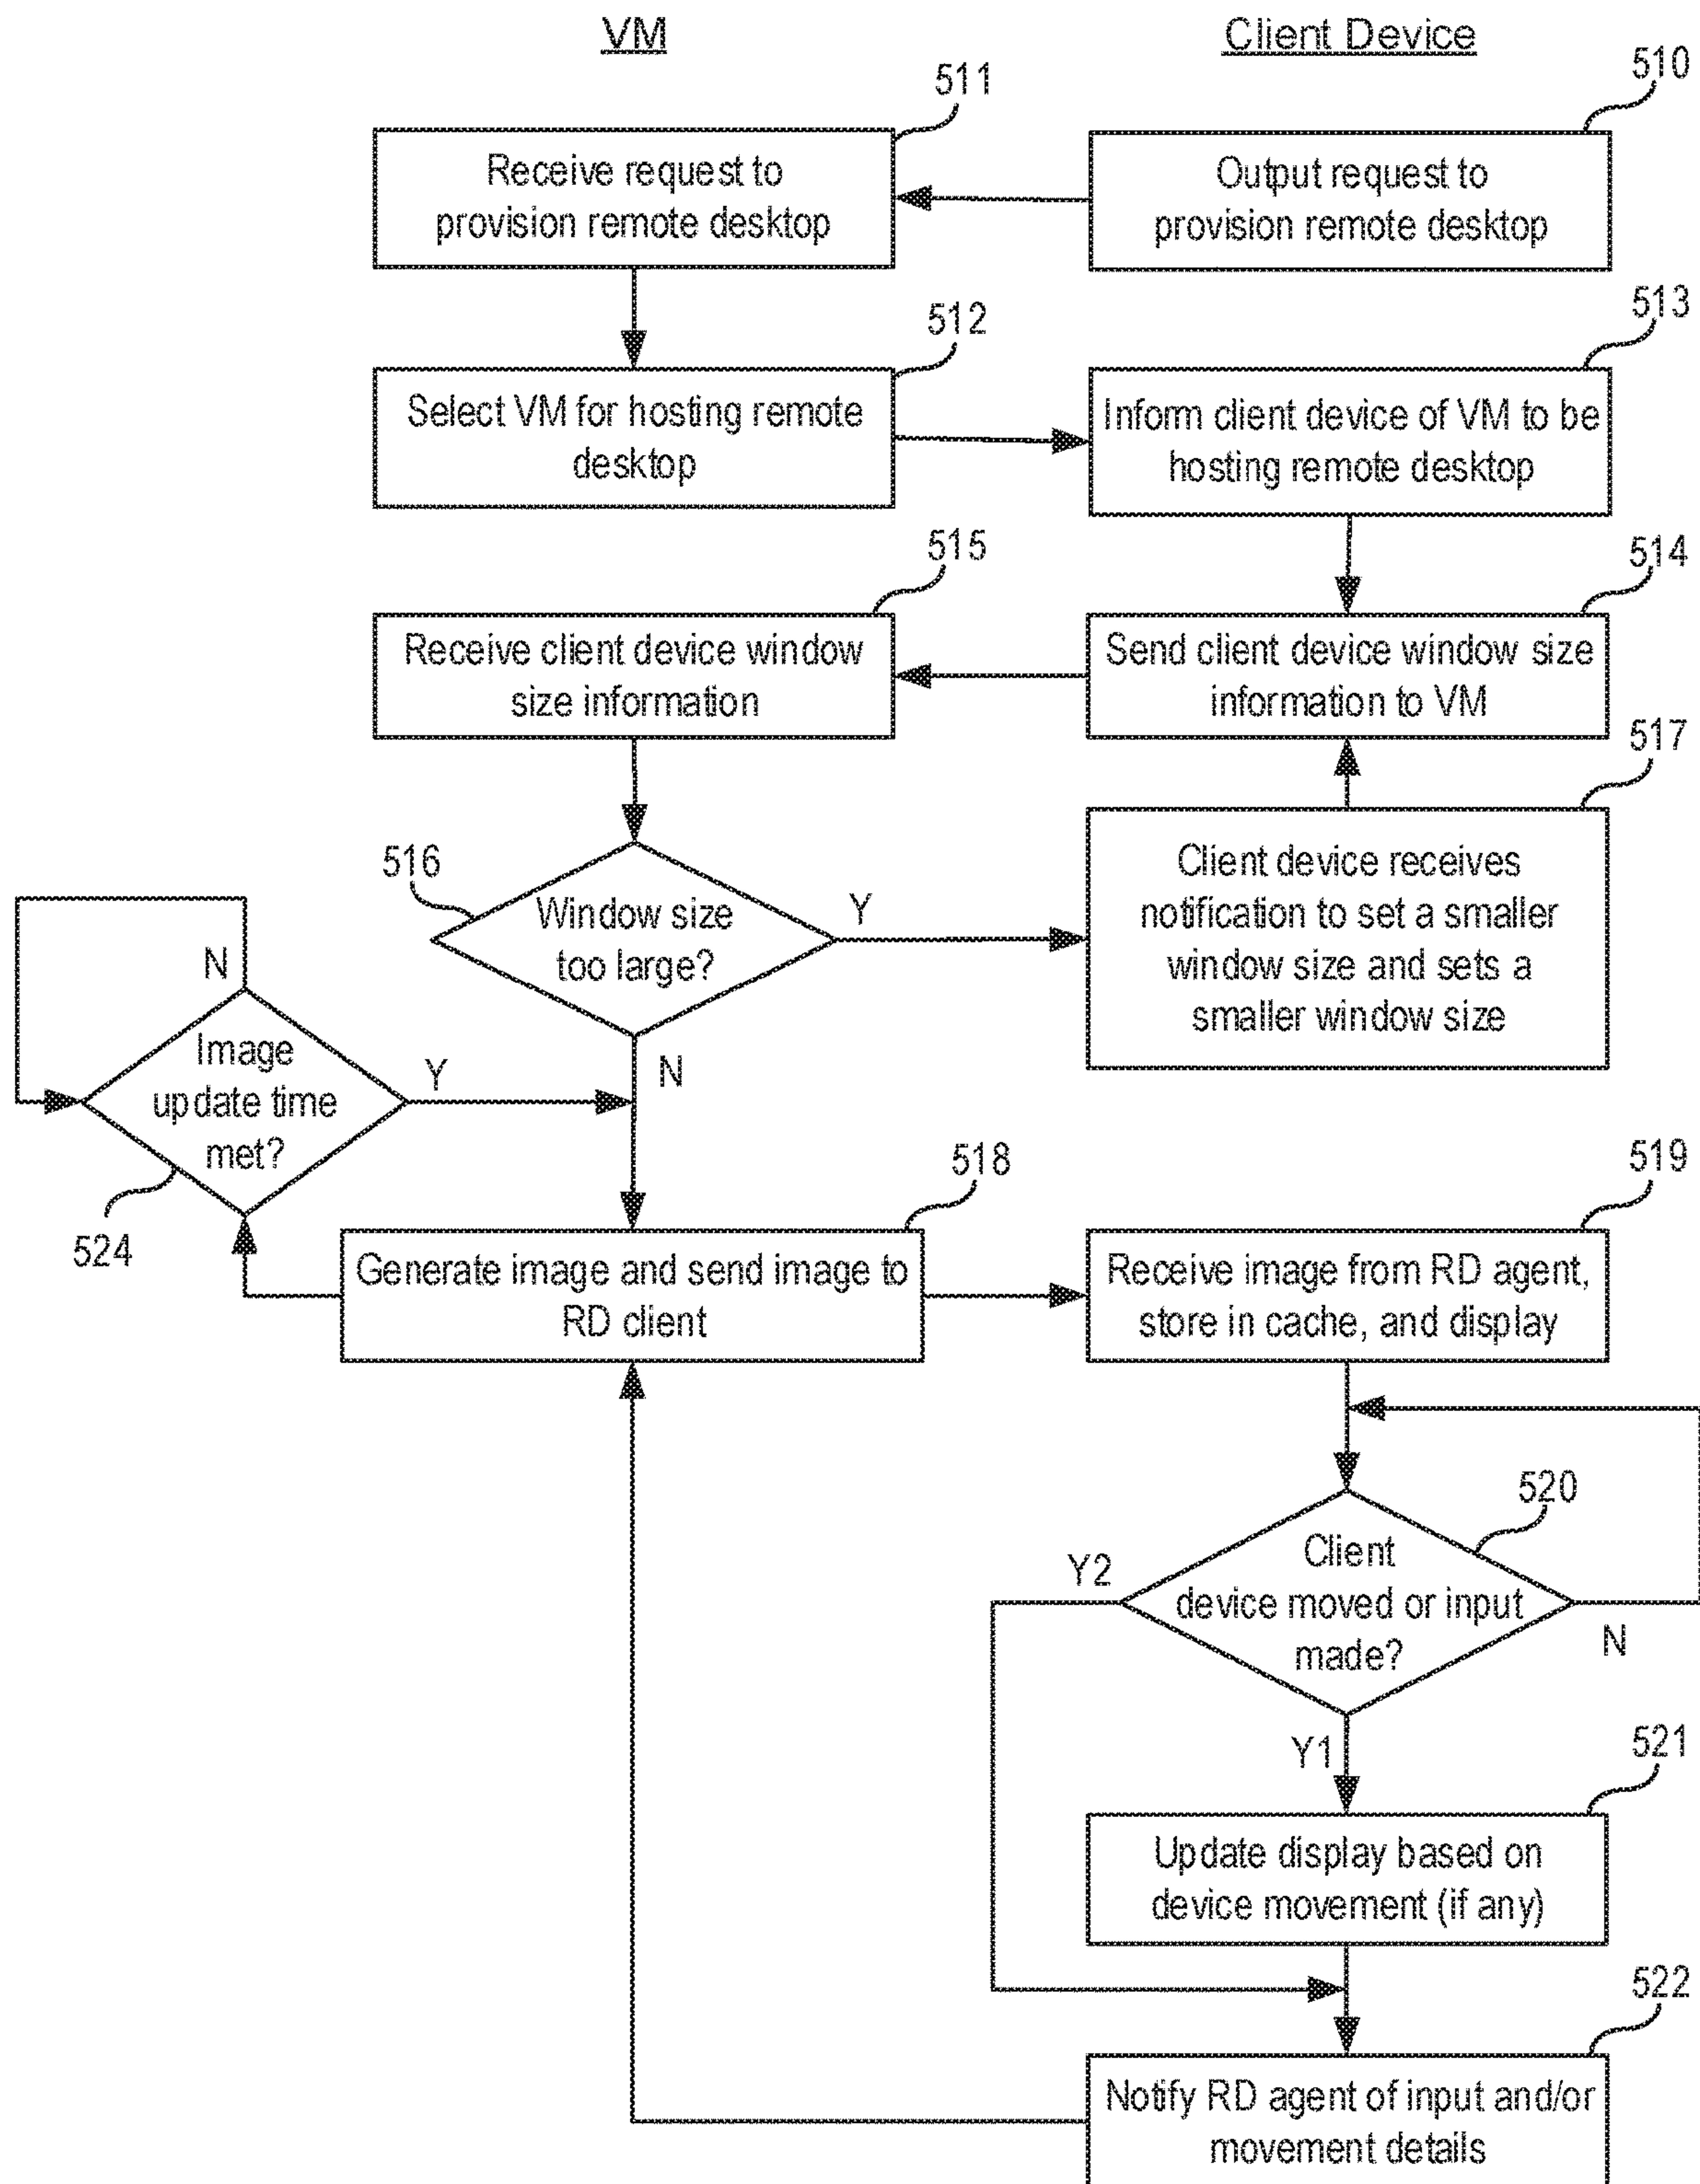 VM
Client Device
511
510
Receive request to
provision remote desktop
Output request to
provision remote desktop
512
513
Select VM for hosting remote
desktop
Inform client device of VM to be
hosting remote desktop
515
514
Receive client device window
size information
Send client device window size
information to VM
517
516
Window size
too large?
Y
Client device receives
notification to set a smaller
window size and sets a
smaller window size
N
Image
update time
met?
Y
N
524
518
519
Generate image and send image to
RD client
Receive image from RD agent,
store in cache, and display
520
Client
device moved or input
made?
Y2
N
Y1
521
Update display based on
device movement (if any)
522
Notify RD agent of input and/or
movement details